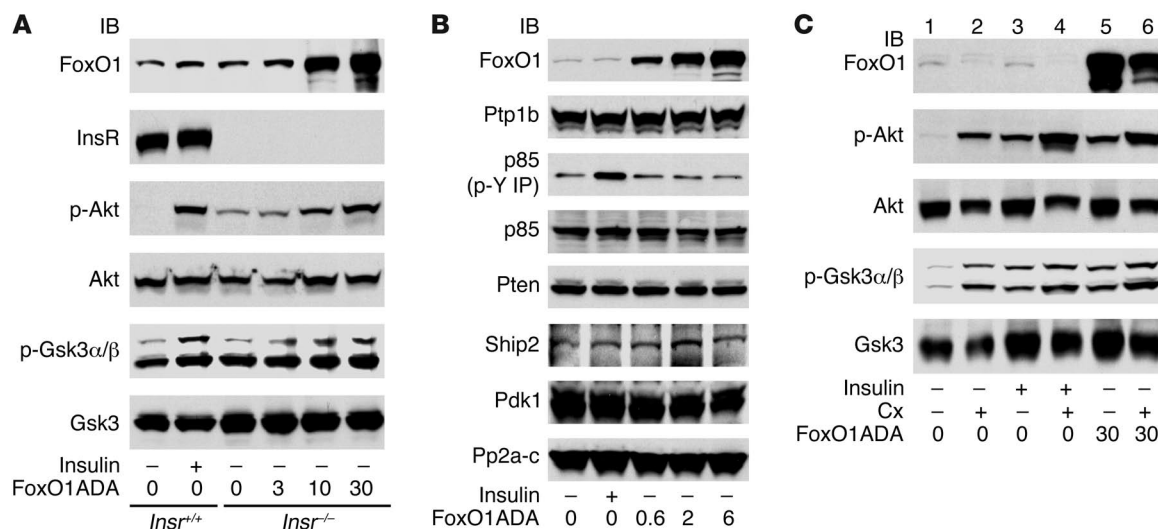 A
IB
FoxO1
InsR
p-Akt
Akt
p-Gsk3α/β
Gsk3
Insulin – + – – – –
FoxO1ADA 0 0 0 3 10 30
Insr+/+ Insr–/–
B
IB
FoxO1
Ptp1b
p85
(p-Y IP)
p85
Pten
Ship2
Pdk1
Pp2a-c
Insulin – + – – –
FoxO1ADA 0 0 0.6 2 6
C
IB 1 2 3 4 5 6
FoxO1
p-Akt
Akt
p-Gsk3α/β
Gsk3
Insulin – – + + – –
Cx – + – + – +
FoxO1ADA 0 0 0 0 30 30